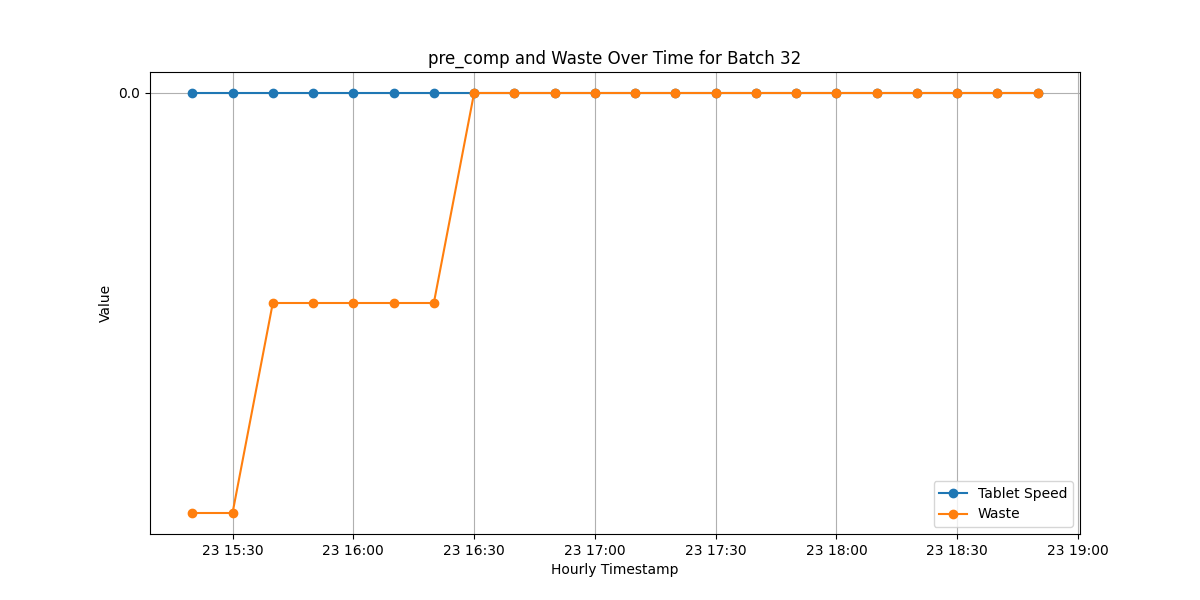 pre_comp and Waste Over Time for Batch 32
0.0
Value
Tablet Speed
Waste
23 15:30 23 16:00 23 16:30 23 17:00 23 17:30 23 18:00 23 18:30 23 19:00
Hourly Timestamp